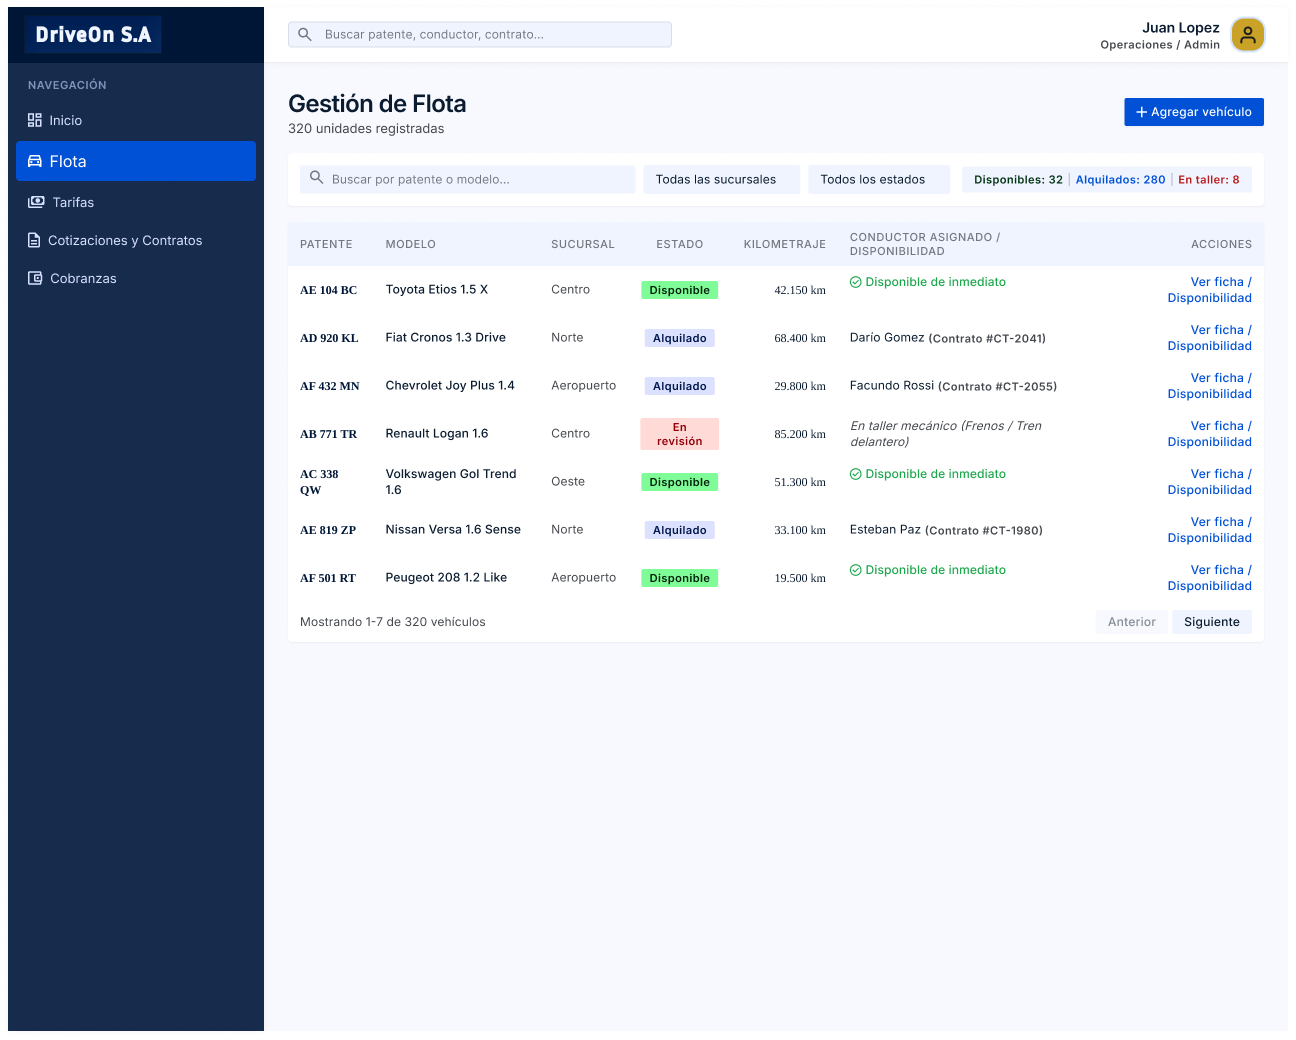 DriveOn S.A
Buscar patente, conductor, contrato...
Juan Lopez
Operaciones / Admin
NAVEGACIÓN
Inicio
Flota
Tarifas
Cotizaciones y Contratos
Cobranzas
Gestión de Flota
320 unidades registradas
+ Agregar vehículo
Buscar por patente o modelo...
Todas las sucursales
Todos los estados
Disponibles: 32 | Alquilados: 280 | En taller: 8
PATENTE MODELO SUCURSAL ESTADO KILOMETRAJE CONDUCTOR ASIGNADO / DISPONIBILIDAD ACCIONES
AE 104 BC Toyota Etios 1.5 X Centro Disponible 42.150 km Disponible de inmediato Ver ficha / Disponibilidad
AD 920 KL Fiat Cronos 1.3 Drive Norte Alquilado 68.400 km Darío Gomez (Contrato #CT-2041) Ver ficha / Disponibilidad
AF 432 MN Chevrolet Joy Plus 1.4 Aeropuerto Alquilado 29.800 km Facundo Rossi (Contrato #CT-2055) Ver ficha / Disponibilidad
AB 771 TR Renault Logan 1.6 Centro En revisión 85.200 km En taller mecánico (Frenos / Tren delantero) Ver ficha / Disponibilidad
AC 338 QW Volkswagen Gol Trend 1.6 Oeste Disponible 51.300 km Disponible de inmediato Ver ficha / Disponibilidad
AE 819 ZP Nissan Versa 1.6 Sense Norte Alquilado 33.100 km Esteban Paz (Contrato #CT-1980) Ver ficha / Disponibilidad
AF 501 RT Peugeot 208 1.2 Like Aeropuerto Disponible 19.500 km Disponible de inmediato Ver ficha / Disponibilidad
Mostrando 1-7 de 320 vehículos
Anterior
Siguiente